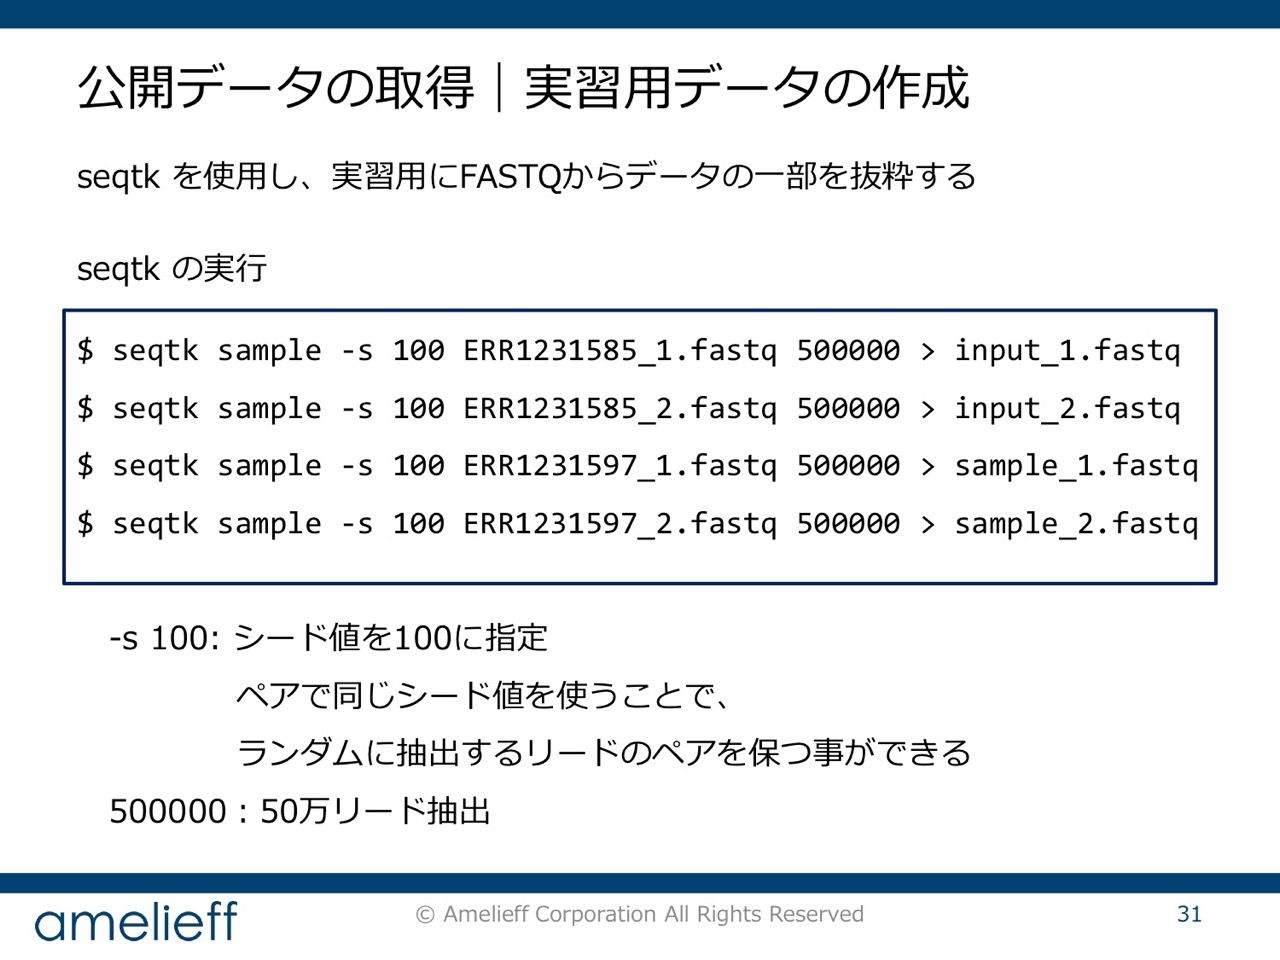 公開データの取得｜実習用データの作成
seqtk を使用し、実習用にFASTQからデータの一部を抜粋する
seqtk の実行
$ seqtk sample -s 100 ERR1231585_1.fastq 500000 > input_1.fastq
$ seqtk sample -s 100 ERR1231585_2.fastq 500000 > input_2.fastq
$ seqtk sample -s 100 ERR1231597_1.fastq 500000 > sample_1.fastq
$ seqtk sample -s 100 ERR1231597_2.fastq 500000 > sample_2.fastq
-s 100: シード値を100に指定
ペアで同じシード値を使うことで、
ランダムに抽出するリードのペアを保つ事ができる
500000：50万リード抽出
amelieff
© Amelieff Corporation All Rights Reserved
31